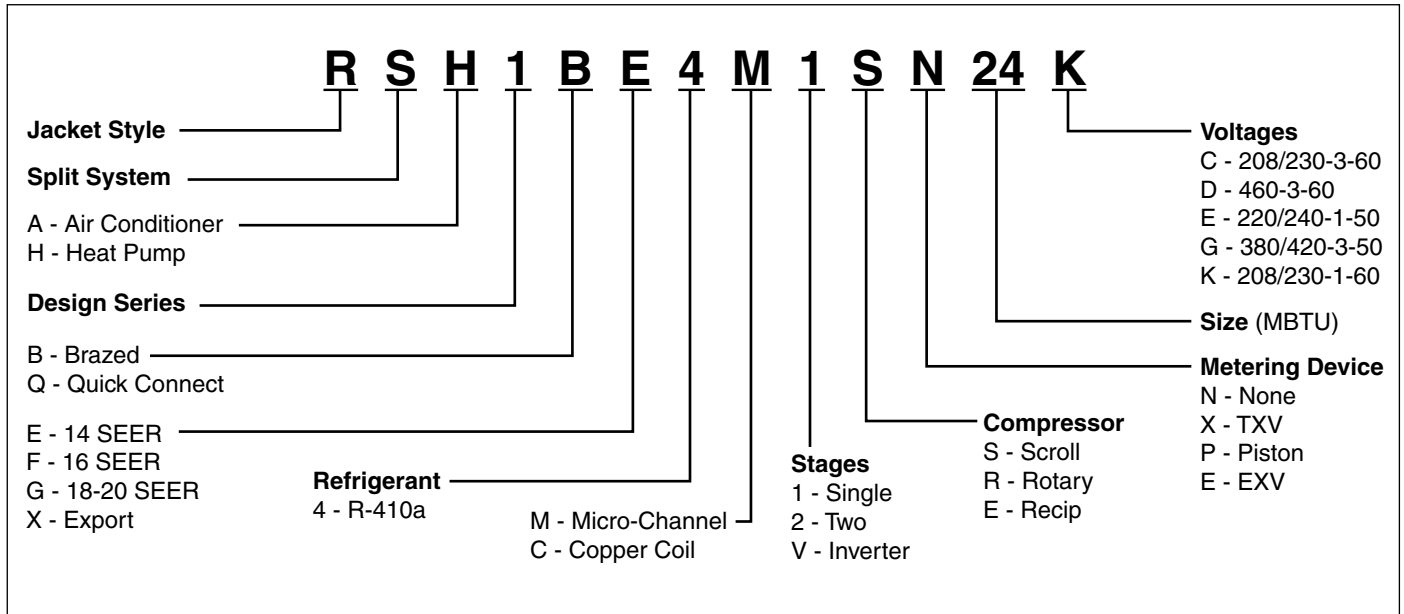 R S H 1 B E 4 M 1 S N 24 K
Jacket Style
Split System
A - Air Conditioner
H - Heat Pump
Design Series
B - Brazed
Q - Quick Connect
E - 14 SEER
F - 16 SEER
G - 18-20 SEER
X - Export
Refrigerant
4 - R-410a
M - Micro-Channel
C - Copper Coil
Stages
1 - Single
2 - Two
V - Inverter
Compressor
S - Scroll
R - Rotary
E - Recip
Voltages
C - 208/230-3-60
D - 460-3-60
E - 220/240-1-50
G - 380/420-3-50
K - 208/230-1-60
Size (MBTU)
Metering Device
N - None
X - TXV
P - Piston
E - EXV